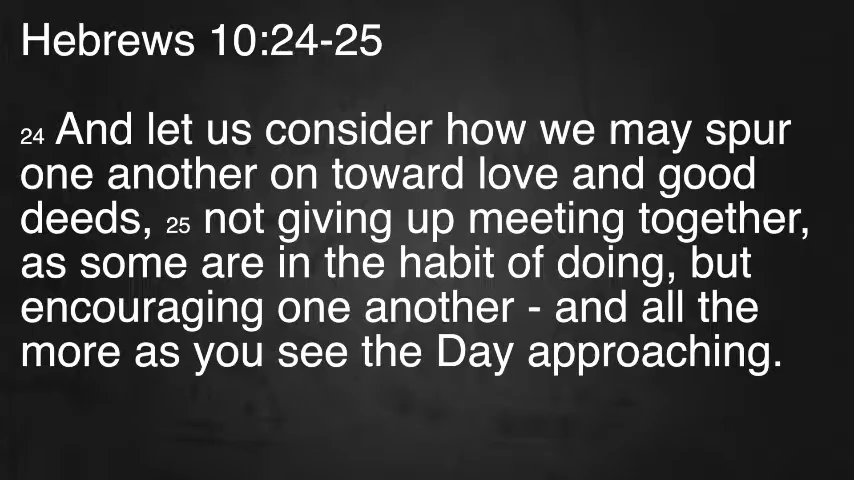 Hebrews 10:24-25
24 And let us consider how we may spur
one another on toward love and good
deeds, 25 not giving up meeting together,
as some are in the habit of doing, but
encouraging one another - and all the
more as you see the Day approaching.